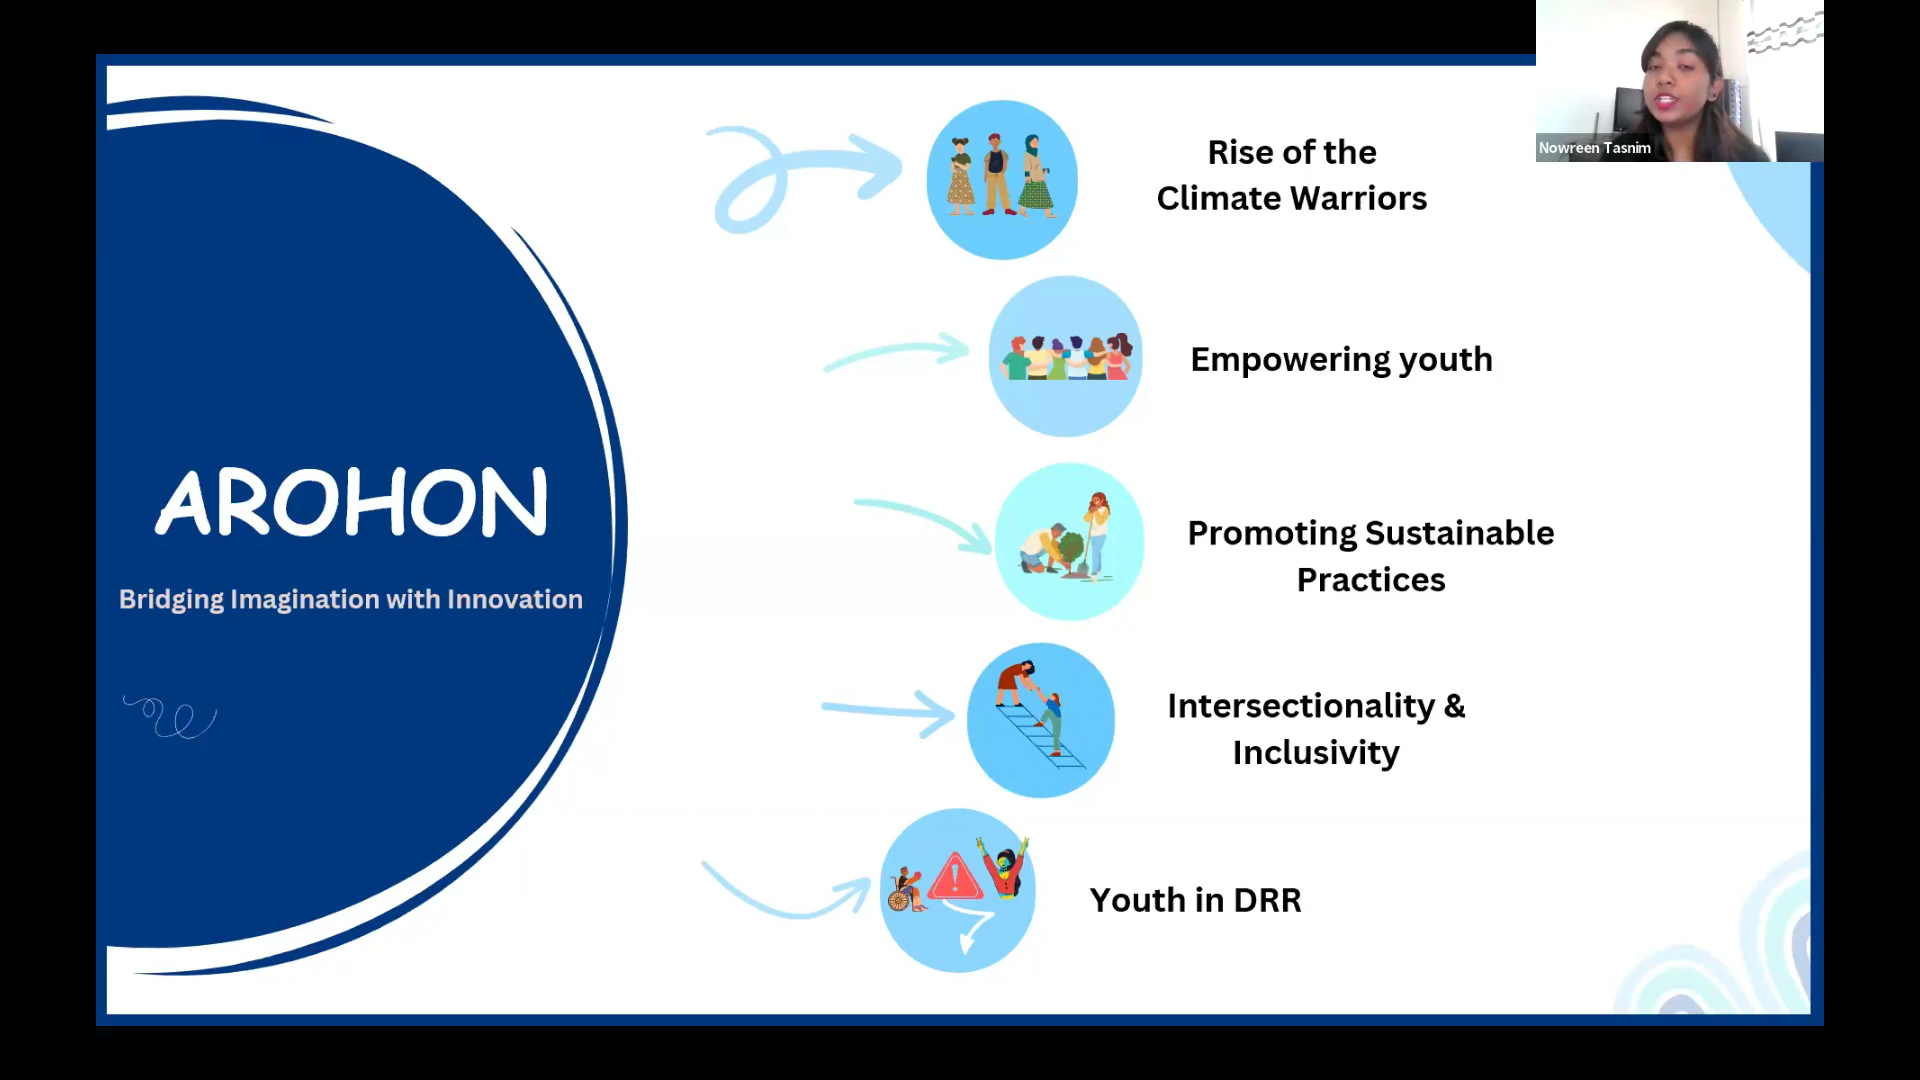 AROHON
Bridging Imagination with Innovation
Rise of the
Climate Warriors
Empowering youth
Promoting Sustainable
Practices
Intersectionality &
Inclusivity
Youth in DRR
Nowreen Tasnim